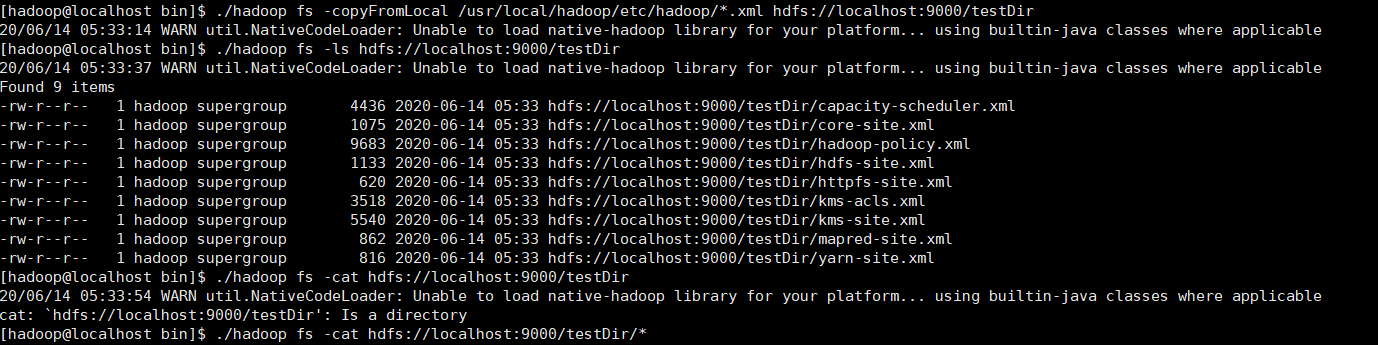 [hadoop@localhost bin]$ ./hadoop fs -copyFromLocal /usr/local/hadoop/etc/hadoop/*.xml hdfs://localhost:9000/testDir
20/06/14 05:33:14 WARN util.NativeCodeLoader: Unable to load native-hadoop library for your platform... using builtin-java classes where applicable
[hadoop@localhost bin]$ ./hadoop fs -ls hdfs://localhost:9000/testDir
20/06/14 05:33:37 WARN util.NativeCodeLoader: Unable to load native-hadoop library for your platform... using builtin-java classes where applicable
Found 9 items
-rw-r--r--   1 hadoop supergroup       4436 2020-06-14 05:33 hdfs://localhost:9000/testDir/capacity-scheduler.xml
-rw-r--r--   1 hadoop supergroup       1075 2020-06-14 05:33 hdfs://localhost:9000/testDir/core-site.xml
-rw-r--r--   1 hadoop supergroup       9683 2020-06-14 05:33 hdfs://localhost:9000/testDir/hadoop-policy.xml
-rw-r--r--   1 hadoop supergroup       1133 2020-06-14 05:33 hdfs://localhost:9000/testDir/hdfs-site.xml
-rw-r--r--   1 hadoop supergroup        620 2020-06-14 05:33 hdfs://localhost:9000/testDir/httpfs-site.xml
-rw-r--r--   1 hadoop supergroup       3518 2020-06-14 05:33 hdfs://localhost:9000/testDir/kms-acls.xml
-rw-r--r--   1 hadoop supergroup       5540 2020-06-14 05:33 hdfs://localhost:9000/testDir/kms-site.xml
-rw-r--r--   1 hadoop supergroup        862 2020-06-14 05:33 hdfs://localhost:9000/testDir/mapred-site.xml
-rw-r--r--   1 hadoop supergroup        816 2020-06-14 05:33 hdfs://localhost:9000/testDir/yarn-site.xml
[hadoop@localhost bin]$ ./hadoop fs -cat hdfs://localhost:9000/testDir
20/06/14 05:33:54 WARN util.NativeCodeLoader: Unable to load native-hadoop library for your platform... using builtin-java classes where applicable
cat: `hdfs://localhost:9000/testDir': Is a directory
[hadoop@localhost bin]$ ./hadoop fs -cat hdfs://localhost:9000/testDir/*